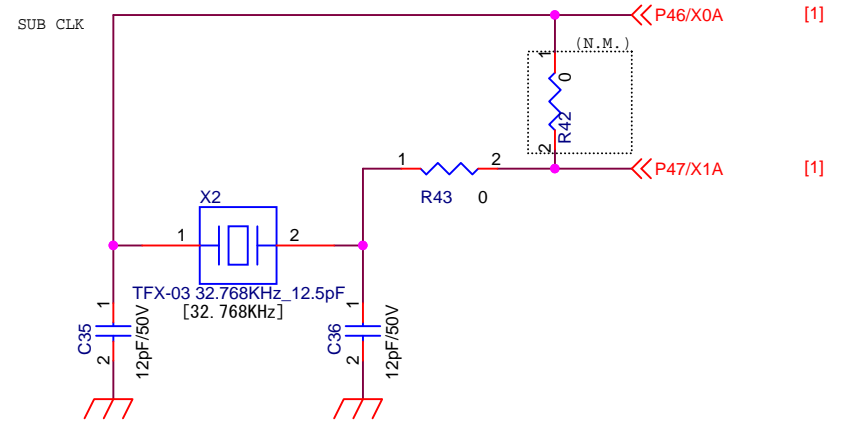 SUB CLK
P46/X0A [1]
(N.M.)
1
0
R42
2
P47/X1A [1]
1 2
R43 0
X2
1 2
TFX-03 32.768KHz_12.5pF
[32.768KHz]
1
C35
2
12pF/50V
1
C36
2
12pF/50V